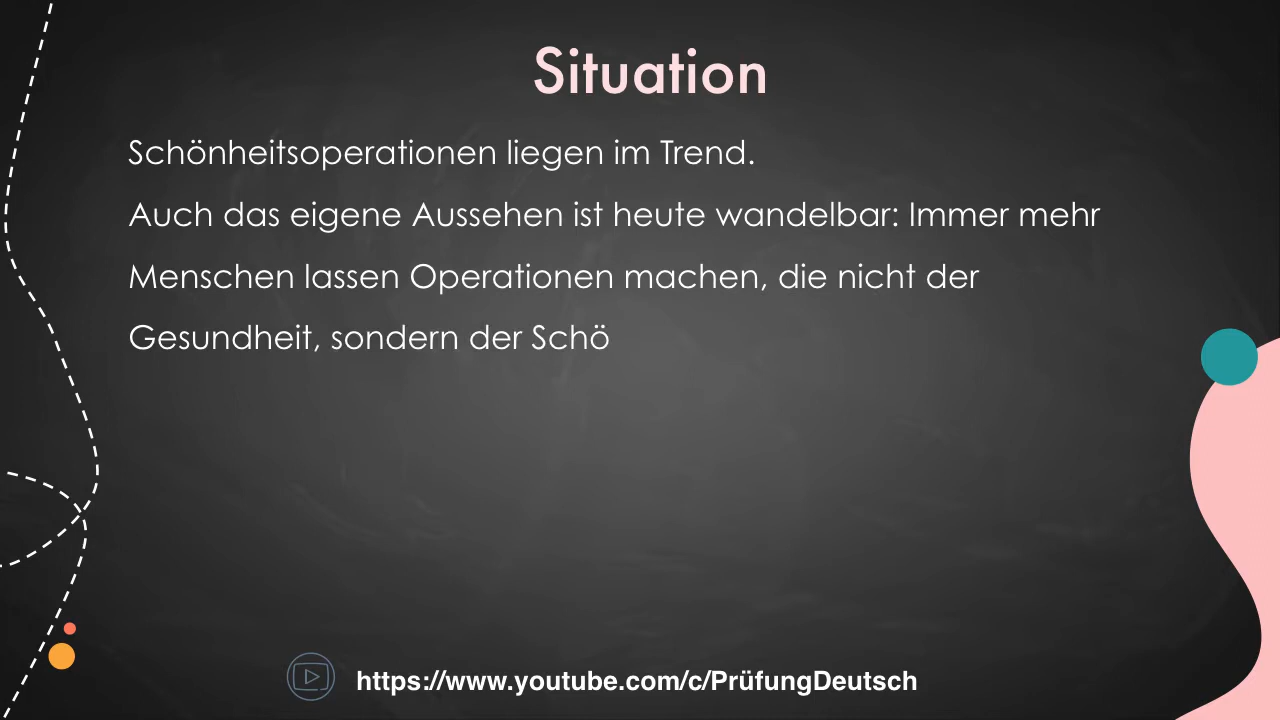 Situation
Schönheitsoperationen liegen im Trend.
Auch das eigene Aussehen ist heute wandelbar: Immer mehr
Menschen lassen Operationen machen, die nicht der
Gesundheit, sondern der Schö
https://www.youtube.com/c/PrüfungDeutsch